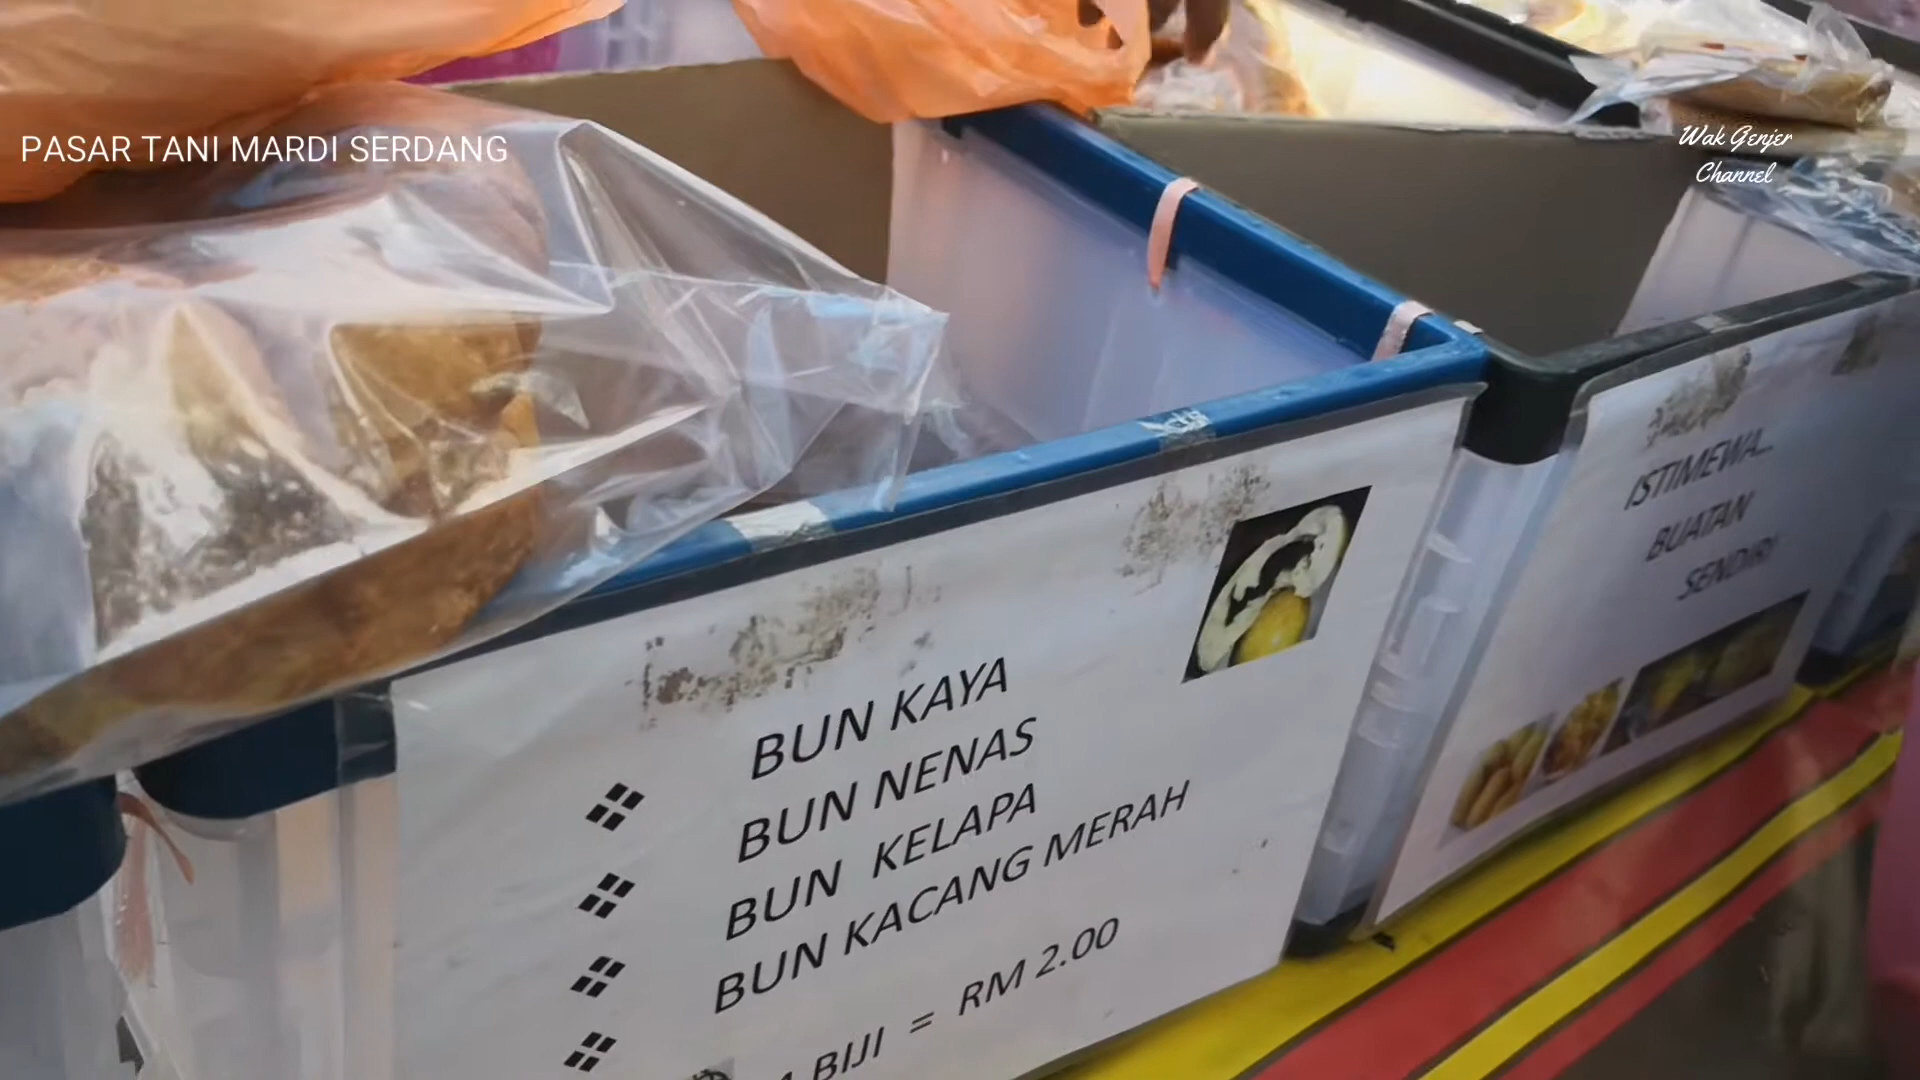 PASAR TANI MARDI SERDANG
Wak Genjer
Channel
BUN KAYA
BUN NENAS
BUN KELAPA
BUN KACANG MERAH
BIJI = RM 2.00
ISTIMEWA...
BUATAN
SENDIRI